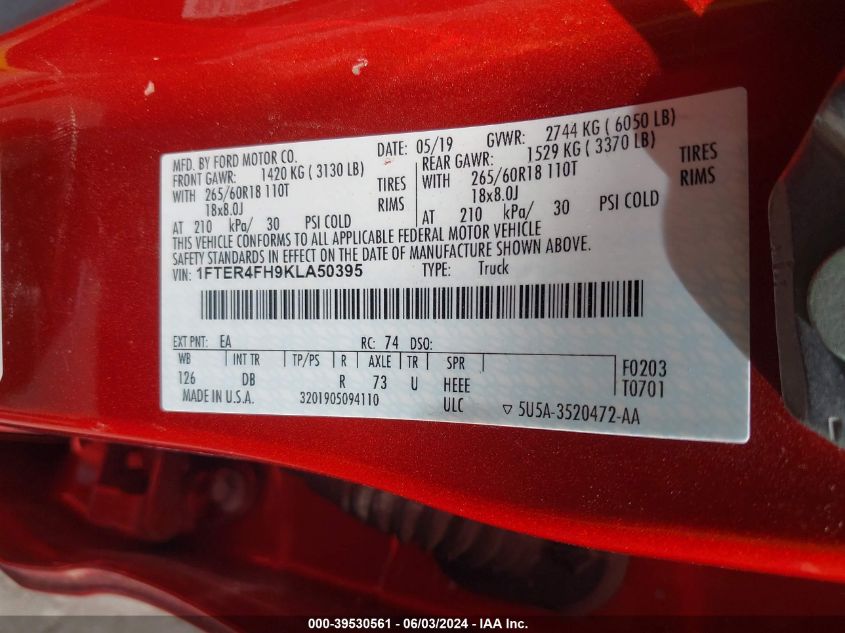 MFD. BY FORD MOTOR CO. DATE: 05/19 GVWR: 2744 KG ( 6050 LB)
FRONT GAWR: 1420 KG ( 3130 LB) REAR GAWR: 1529 KG ( 3370 LB)
WITH 265/60R18 110T TIRES WITH 265/60R18 110T TIRES
18x8.0J RIMS 18x8.0J RIMS
AT 210 kPa/ 30 PSI COLD AT 210 kPa/ 30 PSI COLD
THIS VEHICLE CONFORMS TO ALL APPLICABLE FEDERAL MOTOR VEHICLE
SAFETY STANDARDS IN EFFECT ON THE DATE OF MANUFACTURE SHOWN ABOVE.
VIN: 1FTER4FH9KLA50395 TYPE: Truck
EXT PNT: EA RC: 74 DSO:
WB INT TR TP/PS R AXLE TR SPR F0203
126 DB R 73 U HEEE T0701
MADE IN U.S.A. 3201905094110 ULC ▽ 5U5A-3520472-AA
000-39530561 - 06/03/2024 - IAA Inc.